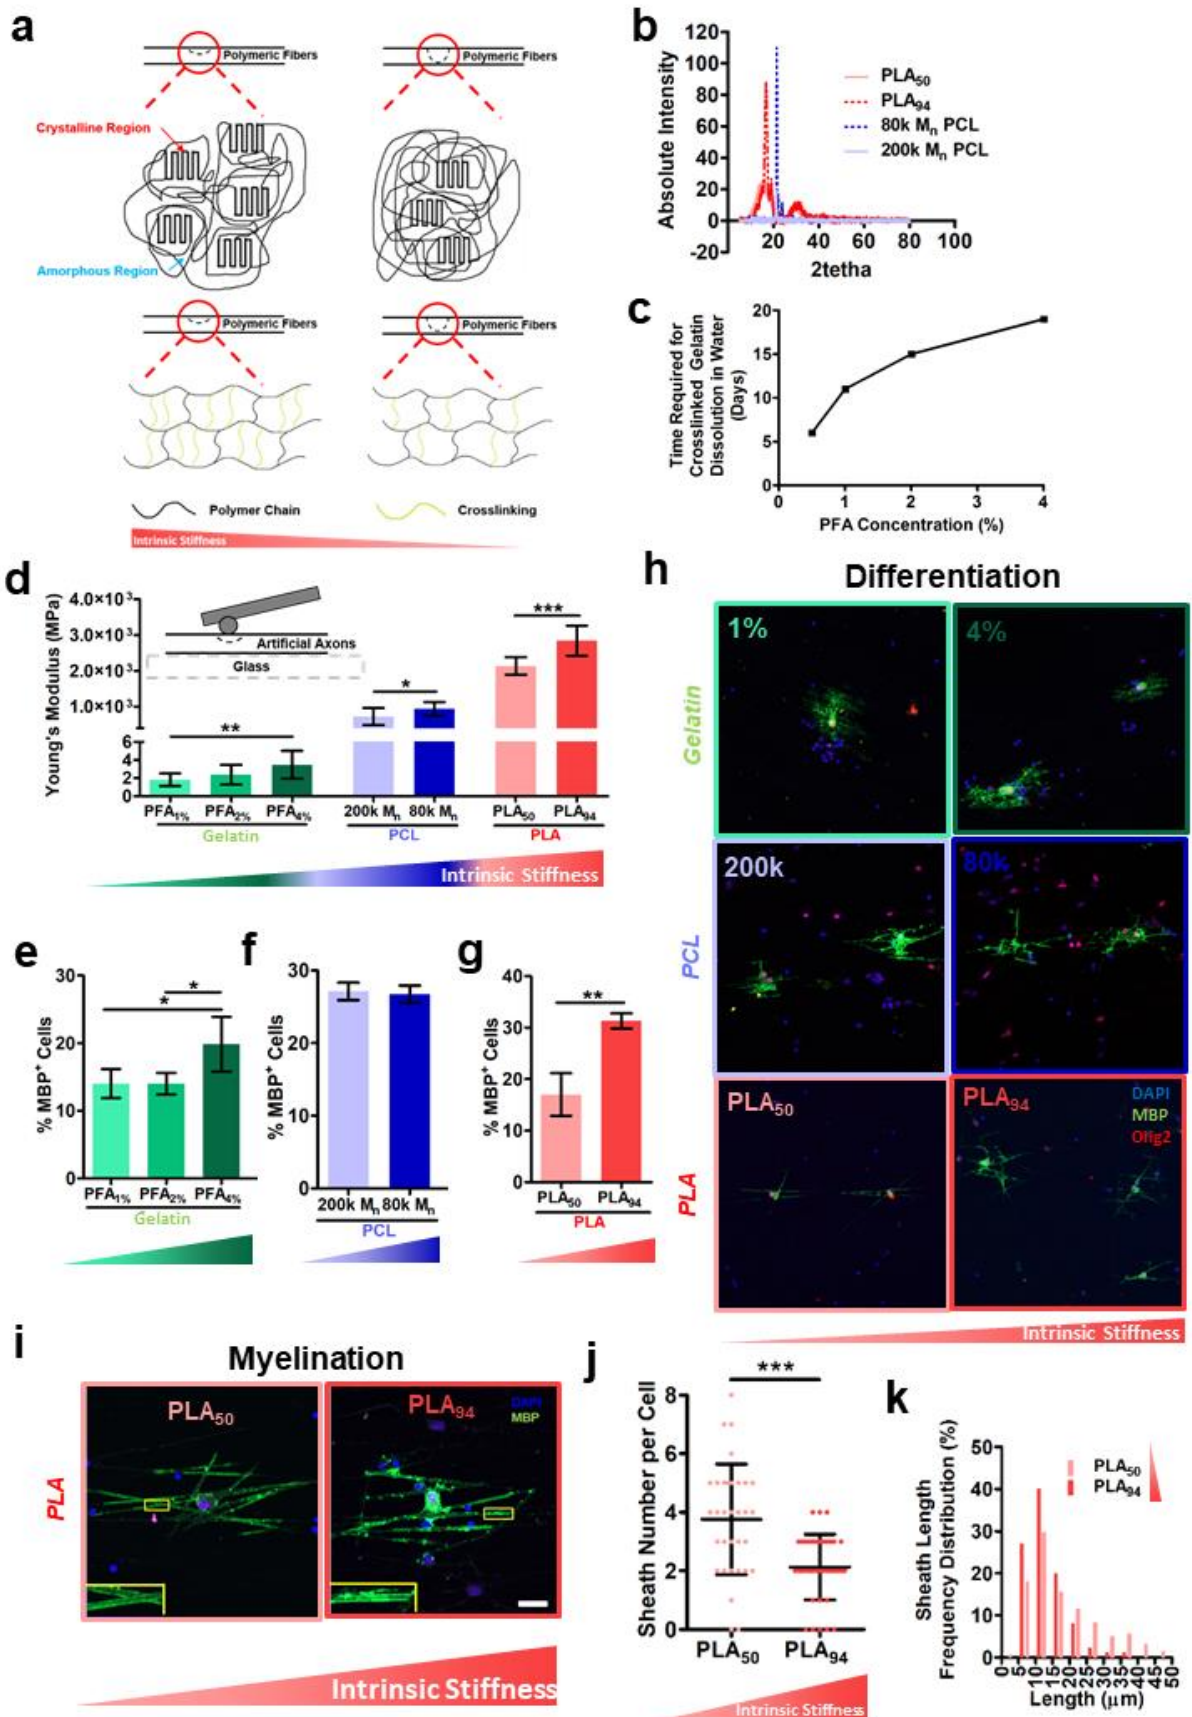 a
Polymeric Fibers
Polymeric Fibers
Crystalline Region
Amorphous Region
Polymeric Fibers
Polymeric Fibers
Polymer Chain
Crosslinking
Intrinsic Stiffness
b
Absolute Intensity
120
100
80
60
40
20
0
-20
20 40 60 80 100
2tetha
PLA50
PLA94
80k Mn PCL
200k Mn PCL
c
Time Required for
Crosslinked Gelatin
Dissolution in Water
(Days)
20
15
10
5
0
0 1 2 3 4
PFA Concentration (%)
d
Young's Modulus (MPa)
4.0×10³
3.0×10³
2.0×10³
1.0×10³
6
4
2
0
Artificial Axons
Glass
**
*
***
PFA1% PFA2% PFA4%
Gelatin
200k Mn 80k Mn
PCL
PLA50 PLA94
PLA
Intrinsic Stiffness
e
% MBP⁺ Cells
30
20
10
0
*
*
PFA1% PFA2% PFA4%
Gelatin
f
% MBP⁺ Cells
30
20
10
0
200k Mn 80k Mn
PCL
g
% MBP⁺ Cells
40
30
20
10
0
**
PLA50 PLA94
PLA
h
Differentiation
Gelatin
1%
4%
PCL
200k
80k
PLA
PLA50
PLA94
DAPI
MBP
Olig2
Intrinsic Stiffness
i
Myelination
PLA
PLA50
PLA94
DAPI
MBP
Intrinsic Stiffness
j
***
Sheath Number per Cell
8
6
4
2
0
PLA50 PLA94
Intrinsic Stiffness
k
Sheath Length
Frequency Distribution (%)
50
40
30
20
10
0
PLA50
PLA94
0 5 10 15 20 25 30 35 40 45 50
Length (μm)